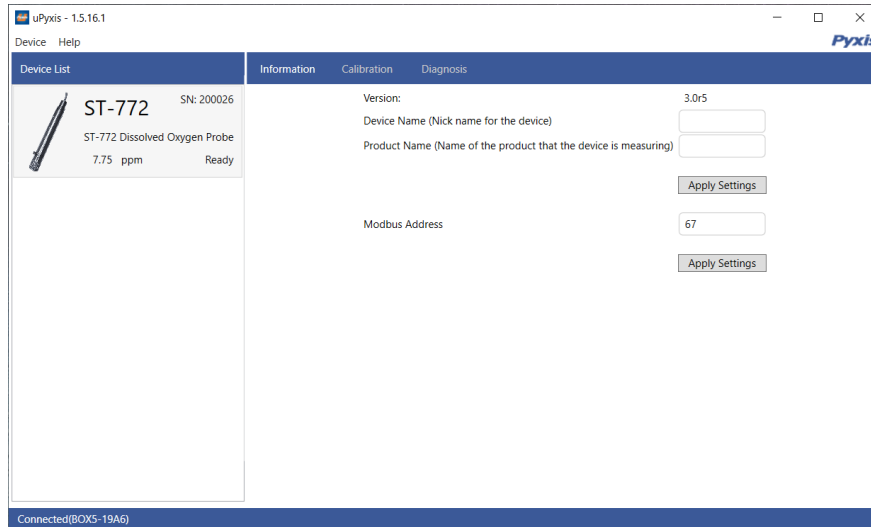 uPyxis - 1.5.16.1
Device Help
Device List
SN: 200026
ST-772
ST-772 Dissolved Oxygen Probe
7.75 ppm Ready
Information Calibration Diagnosis
Version: 3.0r5
Device Name (Nick name for the device)
Product Name (Name of the product that the device is measuring)
Apply Settings
Modbus Address 67
Apply Settings
Connected(BOX5-19A6)